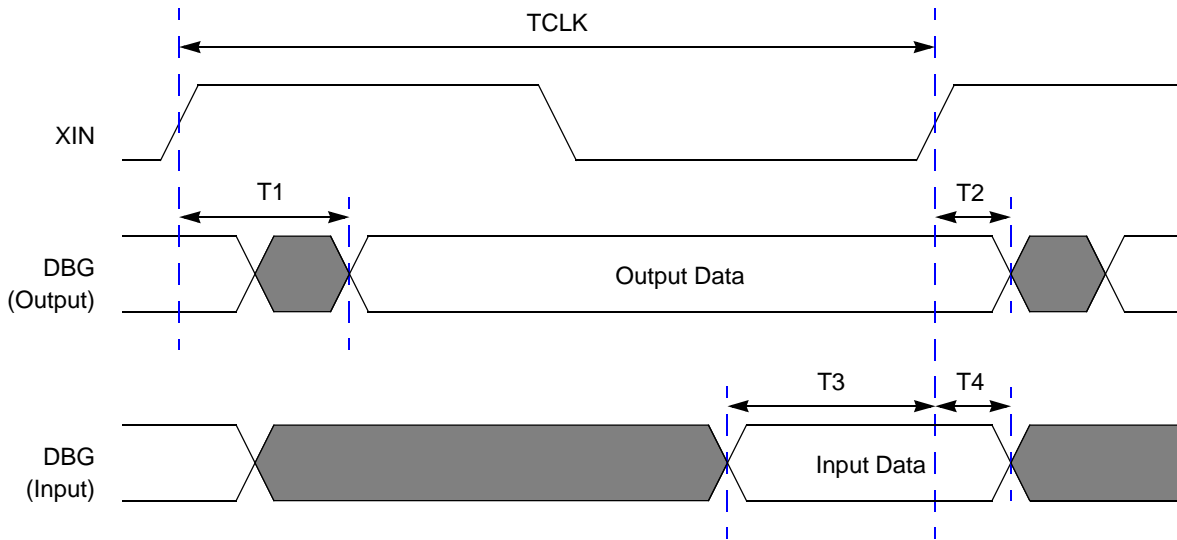 TCLK
XIN
T1
T2
DBG
(Output)
Output Data
T3
T4
DBG
(Input)
Input Data